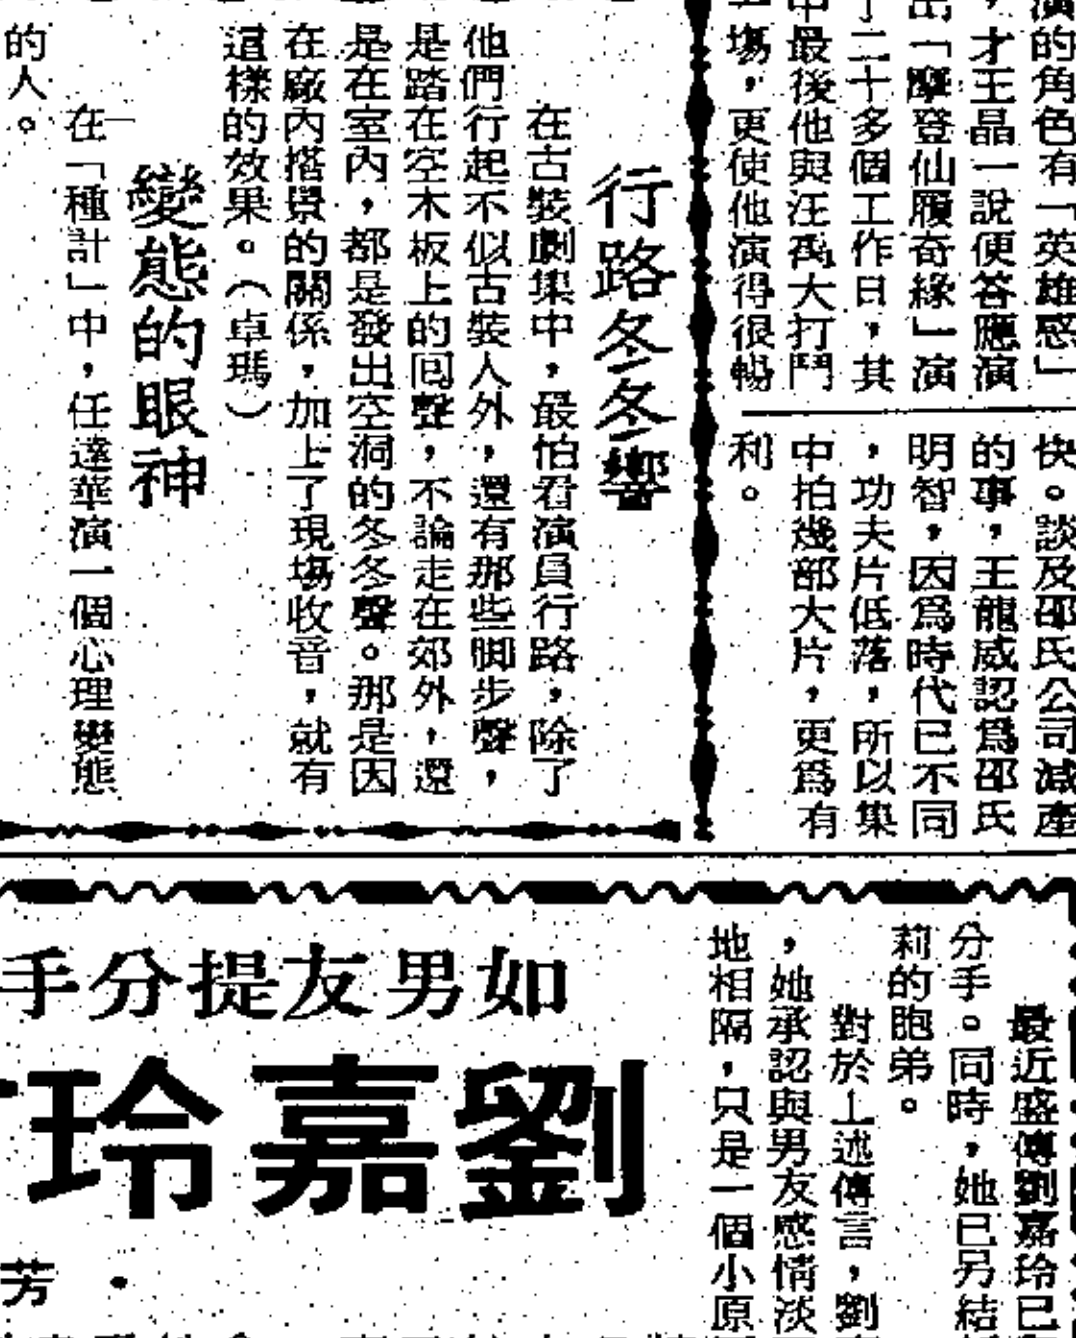 演的角色有「英雄感」
，才王晶一說便答應演
出「摩登仙履奇緣」演
了二十多個工作日，其
中最後他與汪禹大打鬥
一場，更使他演得很暢
快。談及邵氏公司減產
的事，王龍威認爲邵氏
明智，因爲時代已不同
，功夫片低落，所以集
中拍幾部大片，更爲有
利。
行路冬冬響
在古裝劇集中，最怕看演員行路，除了
他們行起不似古裝人外，還有那些脚步聲，
是踏在空木板上的回聲，不論走在郊外，還
是在室內，都是發出空洞的冬冬聲。那是因
在廠內搭景的關係，加上了現場收音，就有
這樣的效果。（卓瑪）
變態的眼神
在「種計」中，任達華演一個心理變態
的人。
最近盛傳劉嘉玲已
分手。同時，她已另結
莉的胞弟。
對於上述傳言，劉
，她承認與男友感情淡
地相隔，只是一個小原
如男友提分手
劉嘉玲
芳・